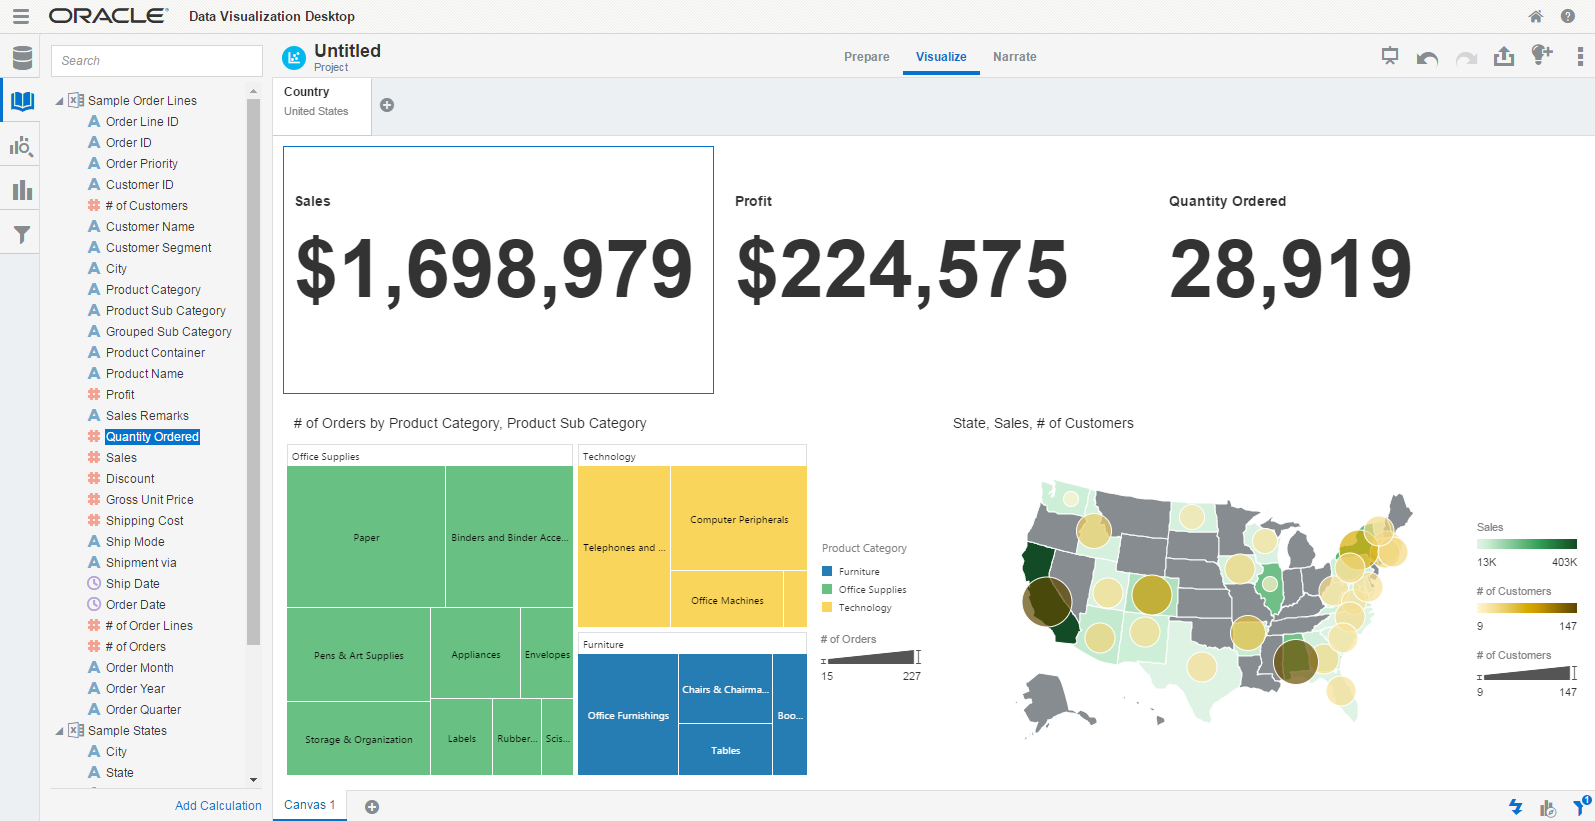 ORACLE Data Visualization Desktop
Search
Untitled
Project
Prepare
Visualize
Narrate
Country
United States
Sample Order Lines
Order Line ID
Order ID
Order Priority
Customer ID
# of Customers
Customer Name
Customer Segment
City
Product Category
Product Sub Category
Grouped Sub Category
Product Container
Product Name
Profit
Sales Remarks
Quantity Ordered
Sales
Discount
Gross Unit Price
Shipping Cost
Ship Mode
Shipment via
Ship Date
Order Date
# of Order Lines
# of Orders
Order Month
Order Year
Order Quarter
Sample States
City
State
Add Calculation
Sales
$1,698,979
Profit
$224,575
Quantity Ordered
28,919
# of Orders by Product Category, Product Sub Category
Office Supplies
Paper
Binders and Binder Acce...
Pens & Art Supplies
Appliances
Envelopes
Storage & Organization
Labels
Rubber...
Scis...
Technology
Telephones and ...
Computer Peripherals
Office Machines
Furniture
Office Furnishings
Chairs & Chairma...
Tables
Boo...
Product Category
Furniture
Office Supplies
Technology
# of Orders
15 227
State, Sales, # of Customers
Sales
13K 403K
# of Customers
9 147
# of Customers
9 147
Canvas 1
1